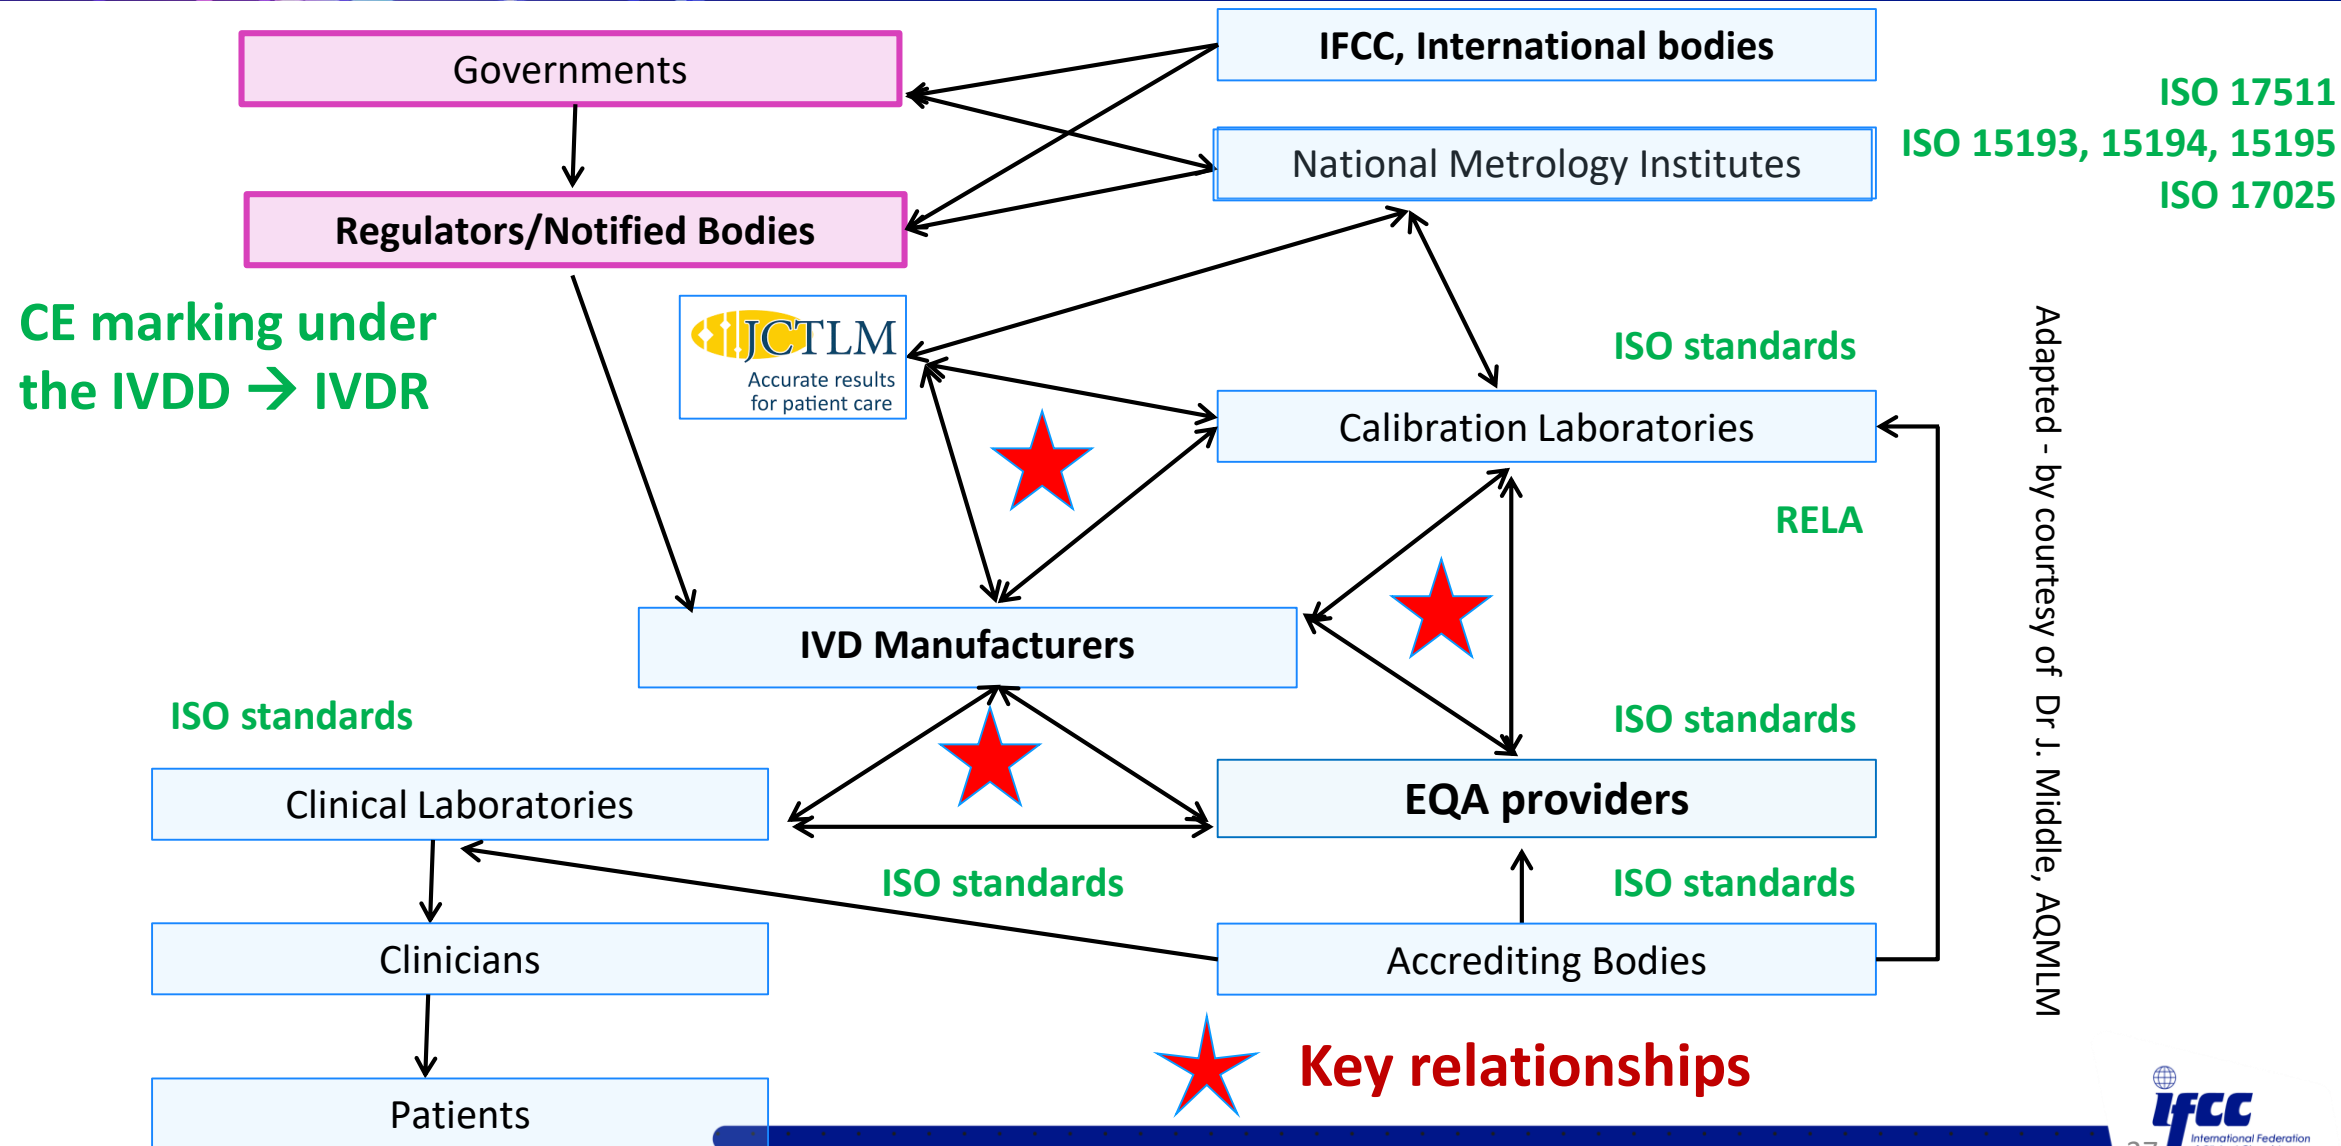 Governments
IFCC, International bodies
ISO 17511
National Metrology Institutes
ISO 15193, 15194, 15195
ISO 17025
Regulators/Notified Bodies
CE marking under
the IVDD → IVDR
JCTLM
Accurate results
for patient care
ISO standards
Calibration Laboratories
RELA
IVD Manufacturers
ISO standards
ISO standards
Clinical Laboratories
EQA providers
ISO standards
ISO standards
Clinicians
Accrediting Bodies
Key relationships
Patients
Adapted - by courtesy of Dr J. Middle, AQMLM
ifcc
International Federation